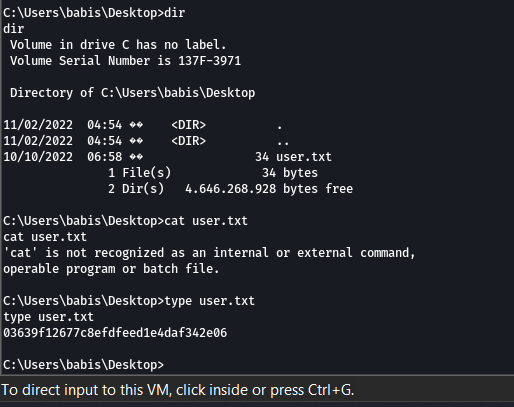 C:\Users\babis\Desktop>dir
dir
Volume in drive C has no label.
Volume Serial Number is 137F-3971
Directory of C:\Users\babis\Desktop
11/02/2022 04:54 �� <DIR> .
11/02/2022 04:54 �� <DIR> ..
10/10/2022 06:58 �� 34 user.txt
1 File(s) 34 bytes
2 Dir(s) 4.646.268.928 bytes free
C:\Users\babis\Desktop>cat user.txt
cat user.txt
'cat' is not recognized as an internal or external command,
operable program or batch file.
C:\Users\babis\Desktop>type user.txt
type user.txt
03639f12677c8efdfeed1e4daf342e06
C:\Users\babis\Desktop>
To direct input to this VM, click inside or press Ctrl+G.